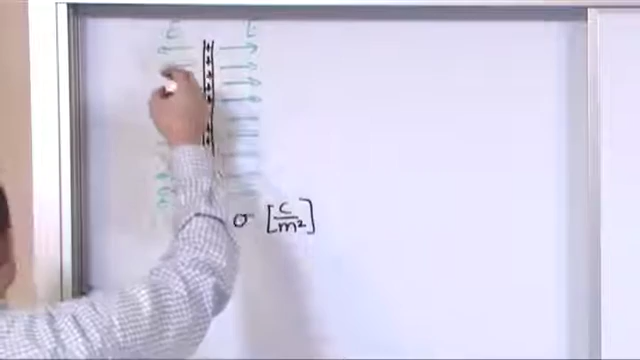 E E
+ + + + + +
σ [C/m²]